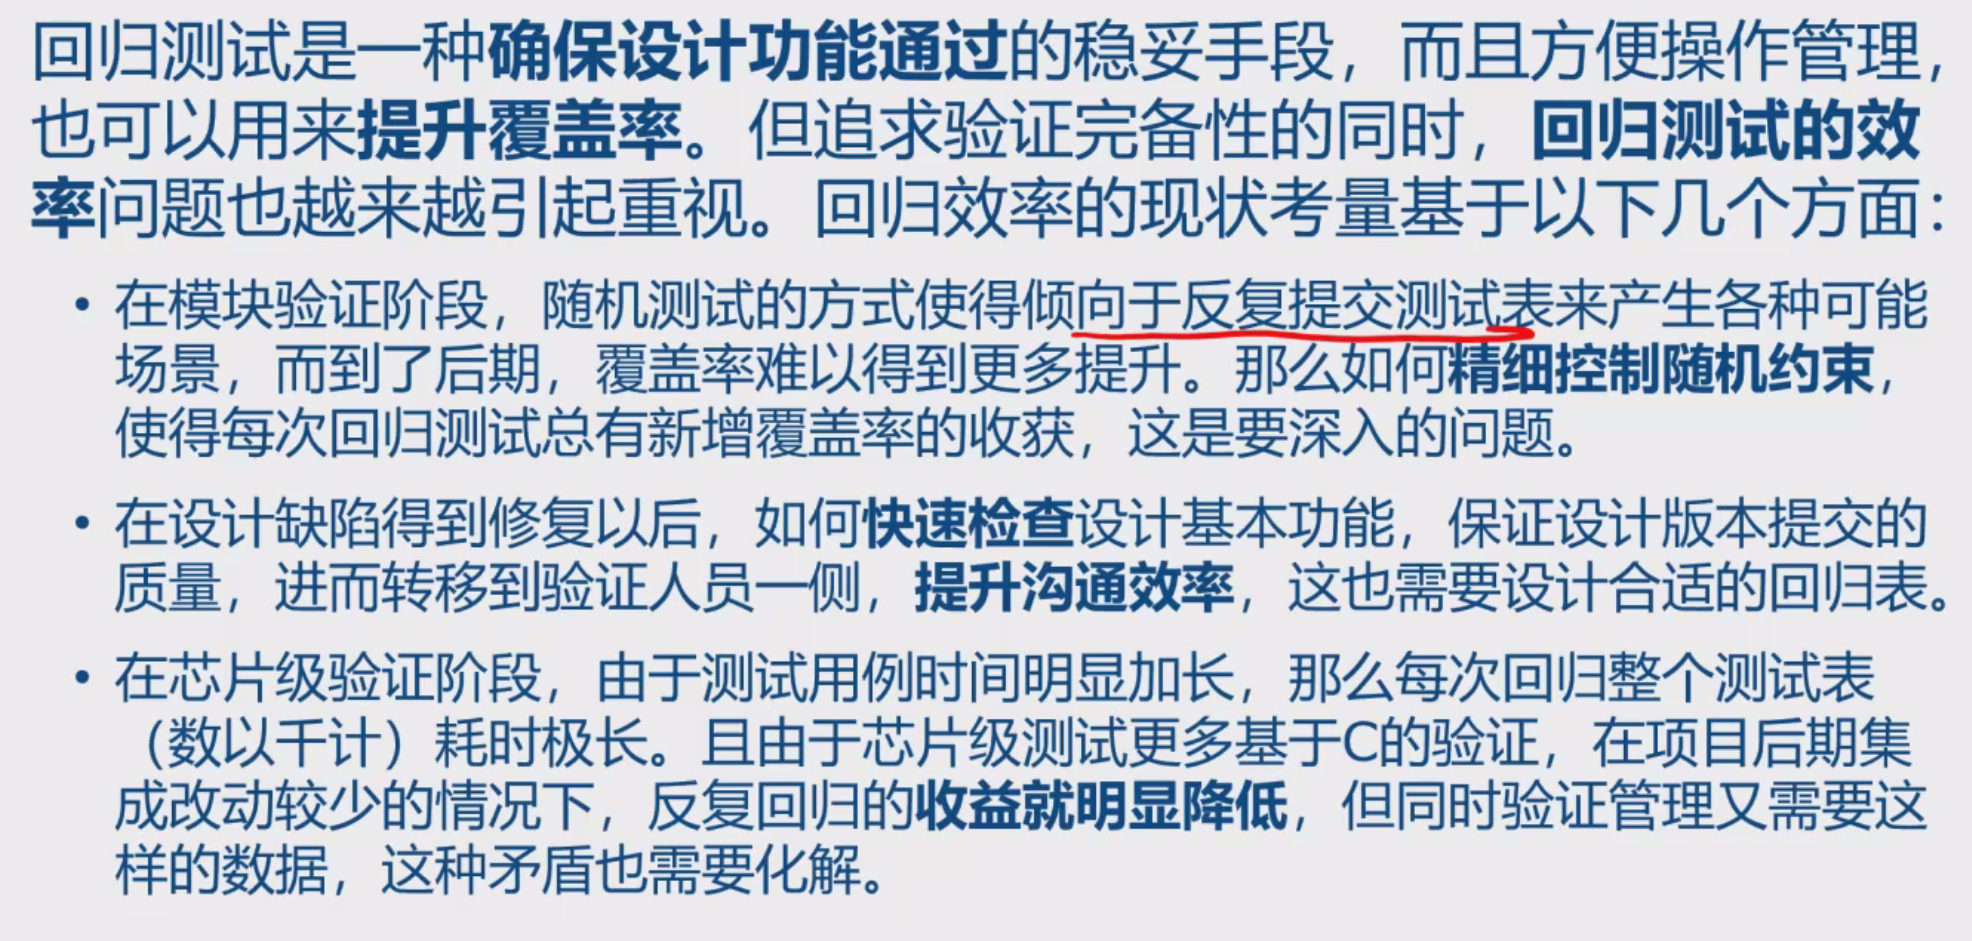 回归测试是一种确保设计功能通过的稳妥手段，而且方便操作管理，
也可以用来提升覆盖率。但追求验证完备性的同时，回归测试的效
率问题也越来越引起重视。回归效率的现状考量基于以下几个方面：
• 在模块验证阶段，随机测试的方式使得倾向于反复提交测试表来产生各种可能
场景，而到了后期，覆盖率难以得到更多提升。那么如何精细控制随机约束，
使得每次回归测试总有新增覆盖率的收获，这是要深入的问题。
• 在设计缺陷得到修复以后，如何快速检查设计基本功能，保证设计版本提交的
质量，进而转移到验证人员一侧，提升沟通效率，这也需要设计合适的回归表。
• 在芯片级验证阶段，由于测试用例时间明显加长，那么每次回归整个测试表
（数以千计）耗时极长。且由于芯片级测试更多基于C的验证，在项目后期集
成改动较少的情况下，反复回归的收益就明显降低，但同时验证管理又需要这
样的数据，这种矛盾也需要化解。